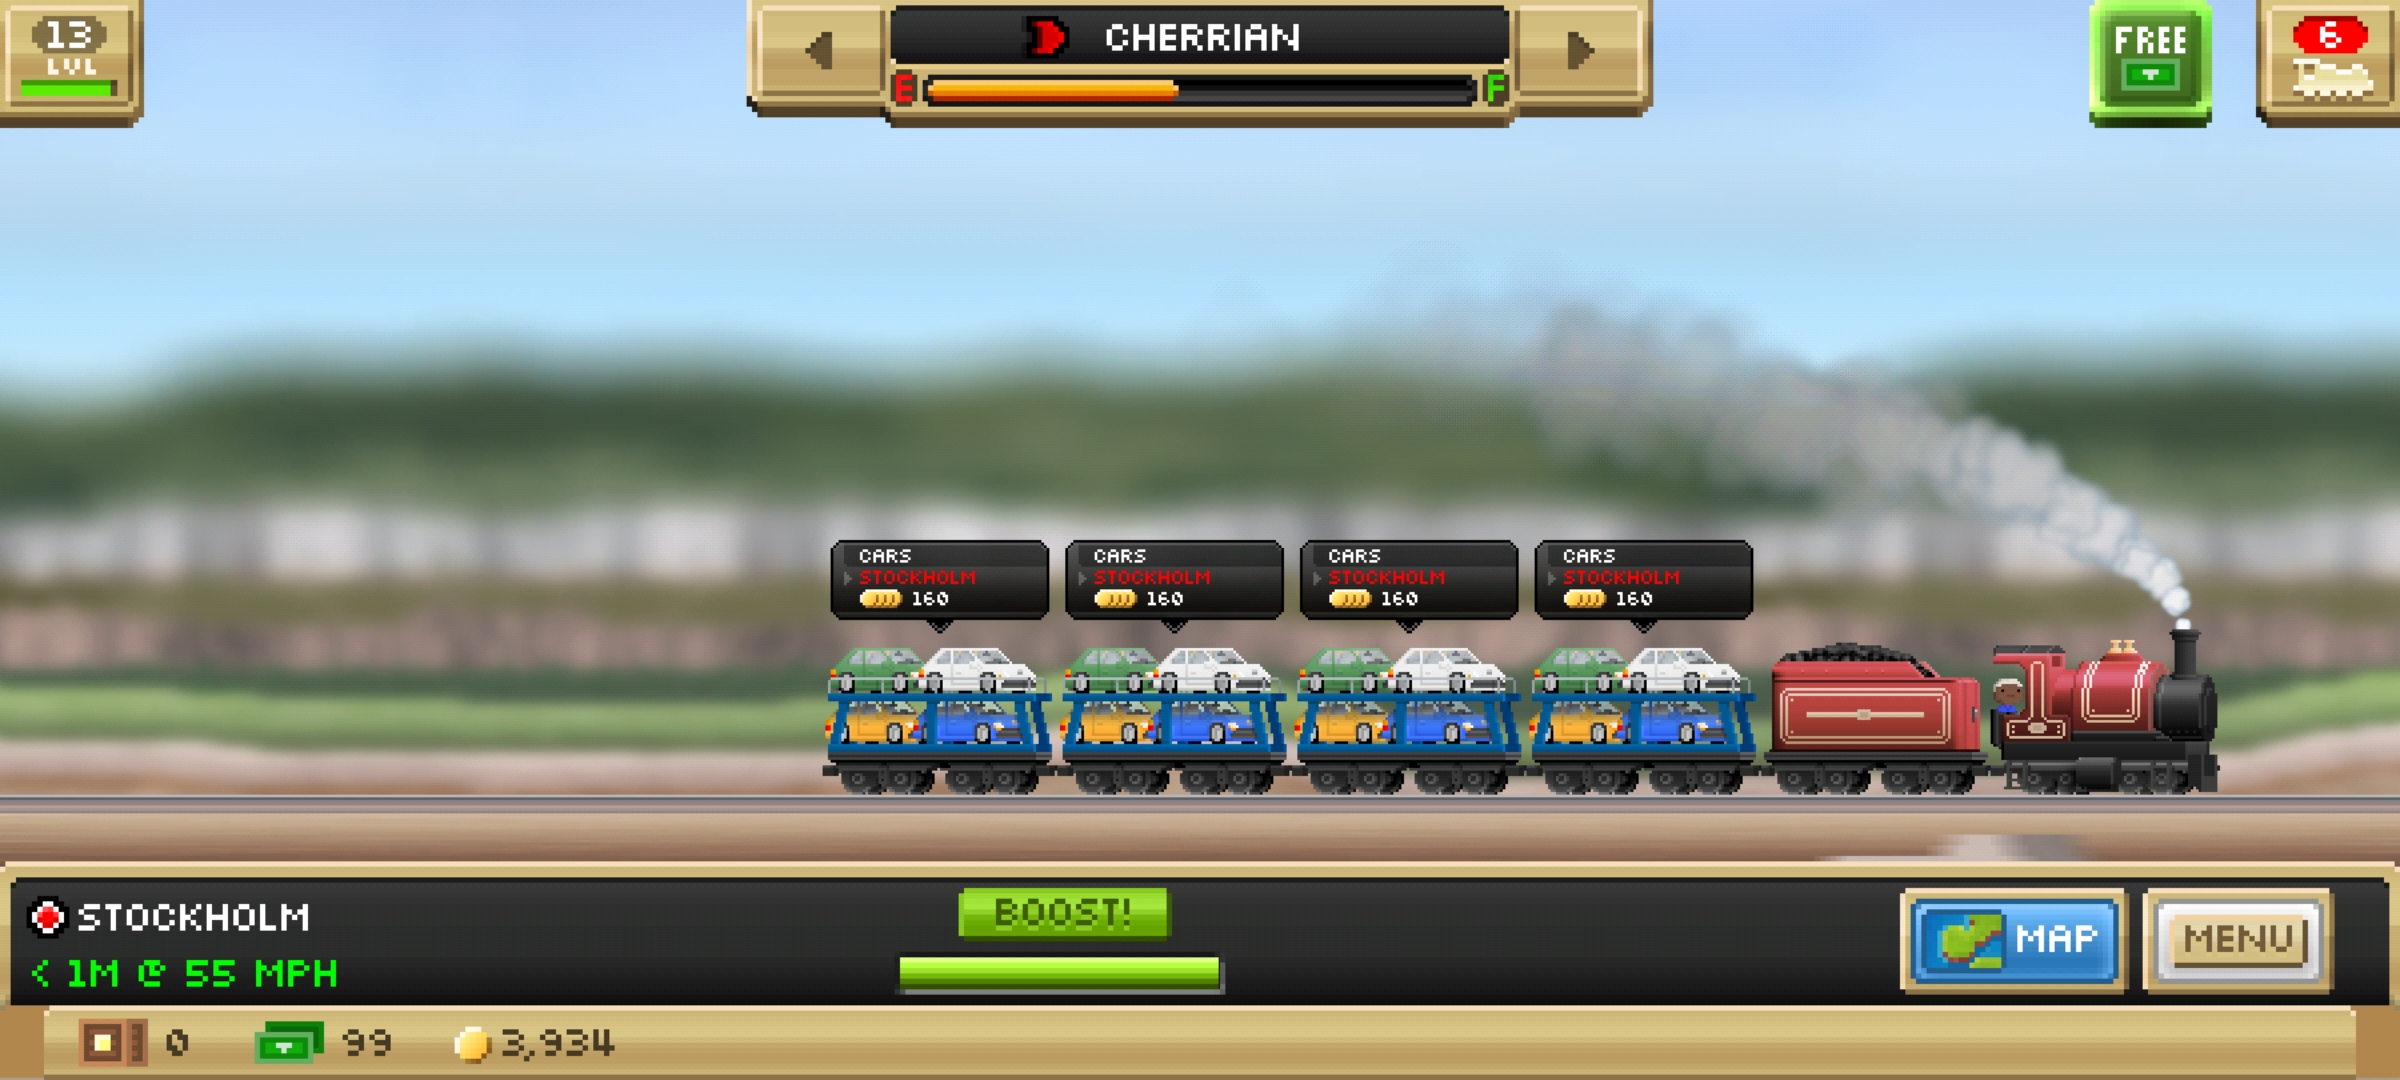 13
LVL
CHERRIAN
E F
FREE
6
CARS
STOCKHOLM
160
CARS
STOCKHOLM
160
CARS
STOCKHOLM
160
CARS
STOCKHOLM
160
STOCKHOLM
< 1M @ 55 MPH
BOOST!
MAP
MENU
0
99
3,934